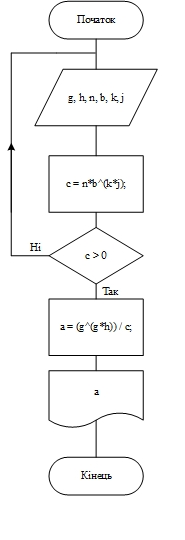 Початок
g, h, n, b, k, j
c = n*b^(k*j);
c > 0
Ні
Так
a = (g^(g*h)) / c;
a
Кінець